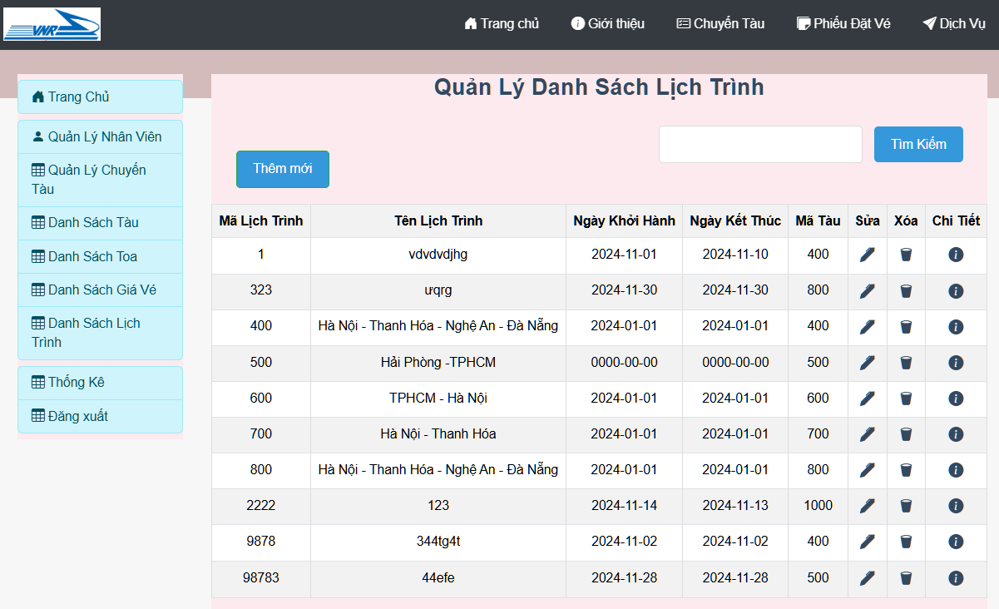 VNR
Trang chủ Giới thiệu Chuyến Tàu Phiếu Đặt Vé Dịch Vụ
Trang Chủ
Quản Lý Nhân Viên
Quản Lý Chuyến
Tàu
Danh Sách Tàu
Danh Sách Toa
Danh Sách Giá Vé
Danh Sách Lịch
Trình
Thống Kê
Đăng xuất
Quản Lý Danh Sách Lịch Trình
Tìm Kiếm
Thêm mới
Mã Lịch Trình Tên Lịch Trình Ngày Khởi Hành Ngày Kết Thúc Mã Tàu Sửa Xóa Chi Tiết
1 vdvdvdjhg 2024-11-01 2024-11-10 400
323 ưqrg 2024-11-30 2024-11-30 800
400 Hà Nội - Thanh Hóa - Nghệ An - Đà Nẵng 2024-01-01 2024-01-01 400
500 Hải Phòng -TPHCM 0000-00-00 0000-00-00 500
600 TPHCM - Hà Nội 2024-01-01 2024-01-01 600
700 Hà Nội - Thanh Hóa 2024-01-01 2024-01-01 700
800 Hà Nội - Thanh Hóa - Nghệ An - Đà Nẵng 2024-01-01 2024-01-01 800
2222 123 2024-11-14 2024-11-13 1000
9878 344tg4t 2024-11-02 2024-11-02 400
98783 44efe 2024-11-28 2024-11-28 500